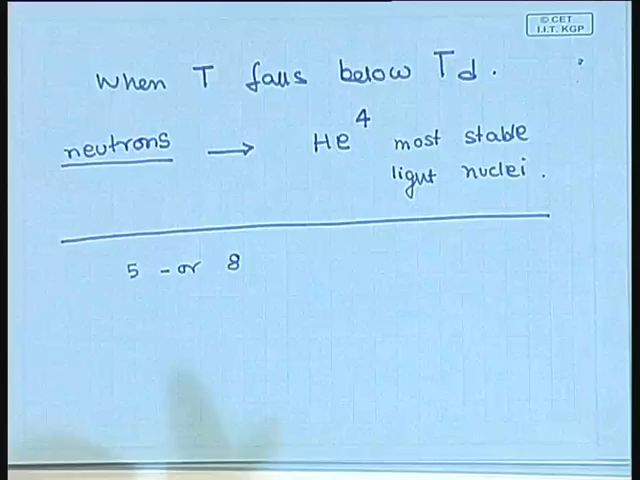 © CET
I.I.T. KGP
When T falls below Td.
neutrons → He4 most stable
light nuclei.
5 - or 8